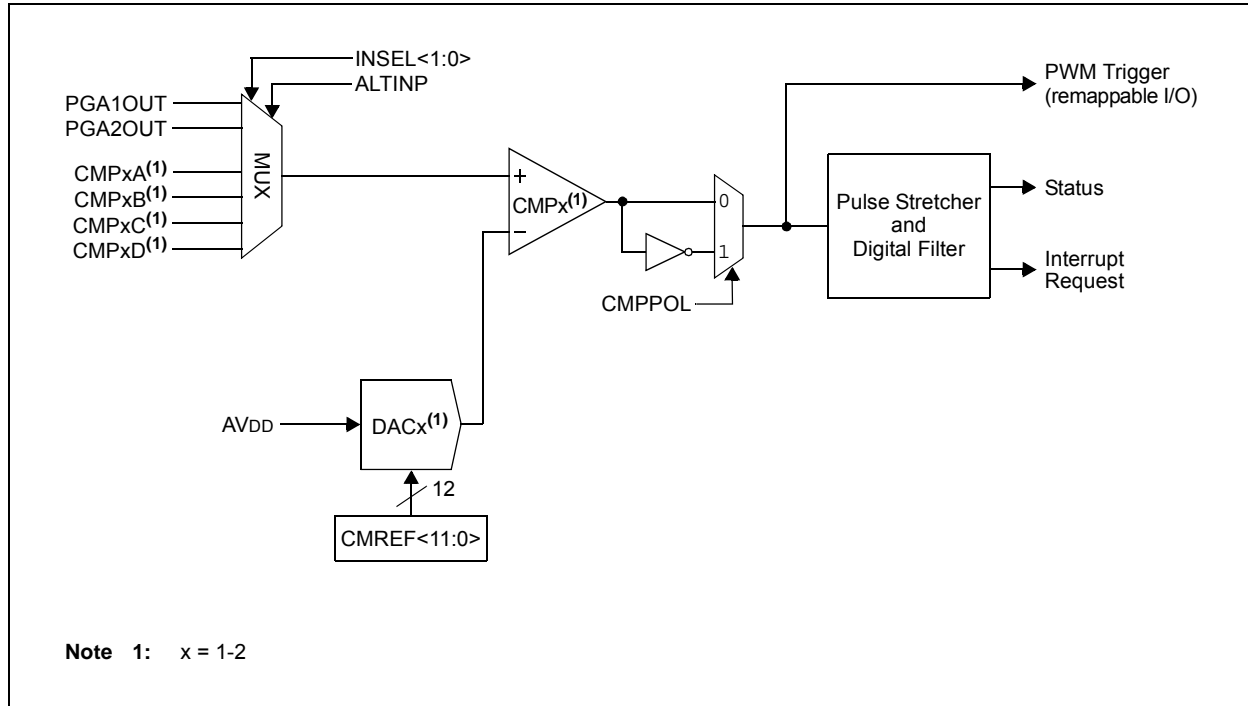 INSEL<1:0>
ALTINP
PGA1OUT
PGA2OUT
CMPxA(1)
CMPxB(1)
CMPxC(1)
CMPxD(1)
MUX
+
CMPx(1)
–
0
1
CMPPOL
PWM Trigger
(remappable I/O)
Pulse Stretcher
and
Digital Filter
Status
Interrupt
Request
AVDD
DACx(1)
12
CMREF<11:0>
Note 1: x = 1-2